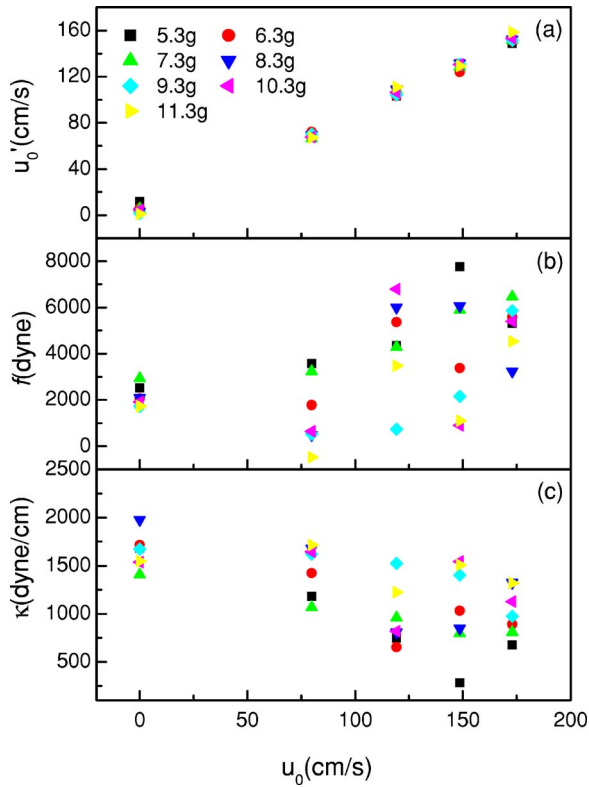 5.3g 6.3g (a)
7.3g 8.3g
9.3g 10.3g
11.3g
160
120
80
40
0
u₀'(cm/s)
(b)
8000
6000
4000
2000
0
f(dyne)
(c)
2500
2000
1500
1000
500
κ(dyne/cm)
0 50 100 150 200
u₀(cm/s)